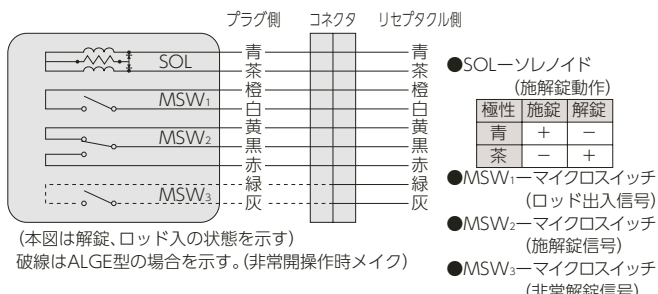 プラグ側 コネクタ リセプタクル側
SOL
MSW₁
MSW₂
MSW₃
青 青
茶 茶
橙 橙
白 白
黄 黄
黒 黒
赤 赤
緑 緑
灰 灰
(本図は解錠、ロッド入の状態を示す)
破線はALGE型の場合を示す。(非常開操作時メイク)
●SOLーソレノイド
(施解錠動作)
極性 施錠 解錠
青 + −
茶 − +
●MSW₁ーマイクロスイッチ
(ロッド出入信号)
●MSW₂ーマイクロスイッチ
(施解錠信号)
●MSW₃ーマイクロスイッチ
(非常解錠信号)